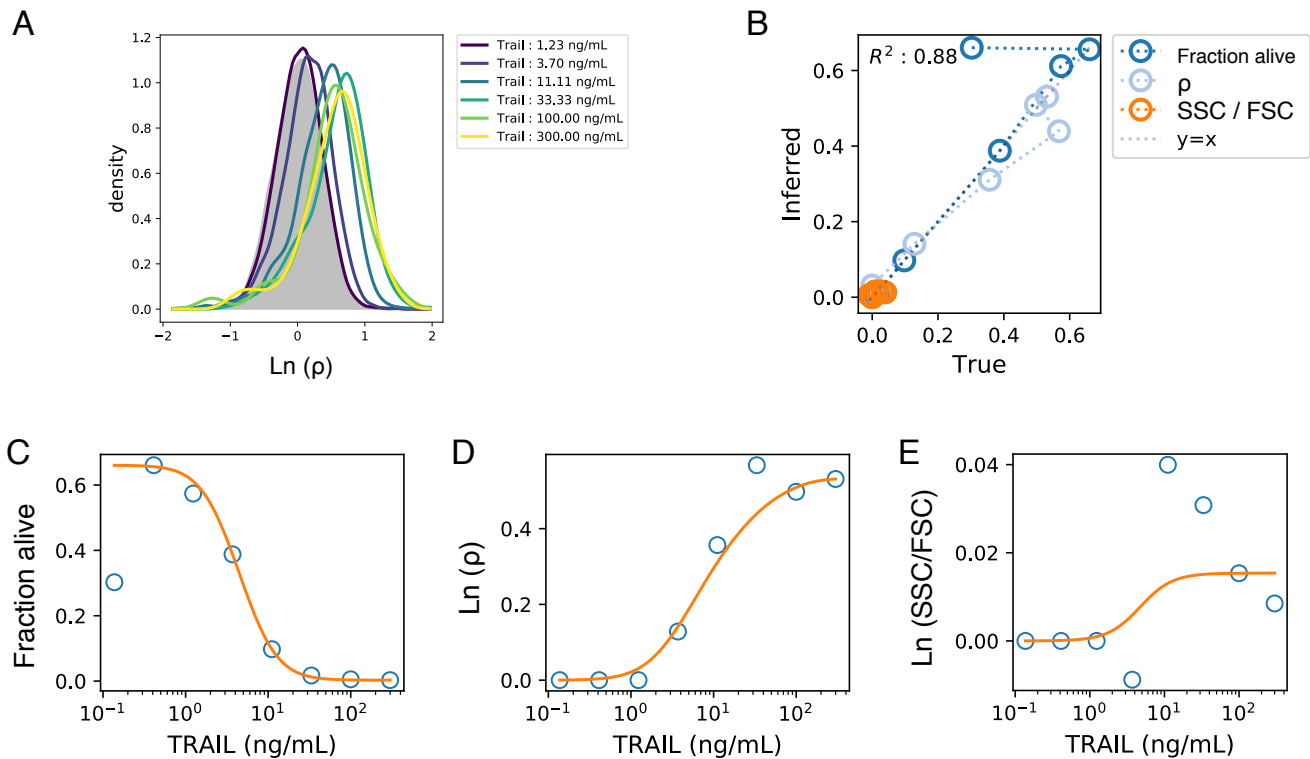 A
density
1.2
1.0
0.8
0.6
0.4
0.2
0.0
−2
−1
0
1
2
Ln (ρ)
Trail : 1.23 ng/mL
Trail : 3.70 ng/mL
Trail : 11.11 ng/mL
Trail : 33.33 ng/mL
Trail : 100.00 ng/mL
Trail : 300.00 ng/mL
B
R² : 0.88
Inferred
0.6
0.4
0.2
0.0
0.0
0.2
0.4
0.6
True
Fraction alive
ρ
SSC / FSC
y=x
C
Fraction alive
0.6
0.4
0.2
0.0
10⁻¹
10⁰
10¹
10²
TRAIL (ng/mL)
D
Ln (ρ)
0.4
0.2
0.0
10⁻¹
10⁰
10¹
10²
TRAIL (ng/mL)
E
Ln (SSC/FSC)
0.04
0.02
0.00
10⁻¹
10⁰
10¹
10²
TRAIL (ng/mL)